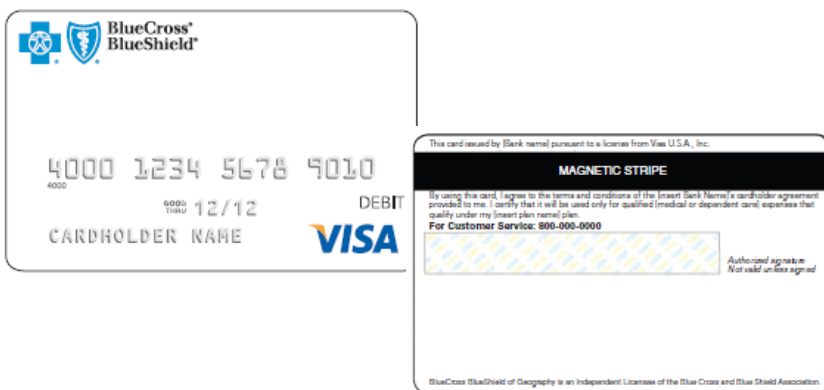 BlueCross®
BlueShield®
4000 1234 5678 9010
4000
GOOD
THRU 12/12
DEBIT
CARDHOLDER NAME
VISA
This card issued by [Bank name] pursuant to a license from Visa U.S.A., Inc.
MAGNETIC STRIPE
By using this card, I agree to the terms and conditions of the [insert Bank Name]'s cardholder agreement
provided to me. I certify that it will be used only for qualified [medical or dependent care] expenses that
qualify under my [insert plan name] plan.
For Customer Service: 800-000-0000
Authorized signature
Not valid unless signed
BlueCross BlueShield of Geography is an Independent Licensee of the Blue Cross and Blue Shield Association.